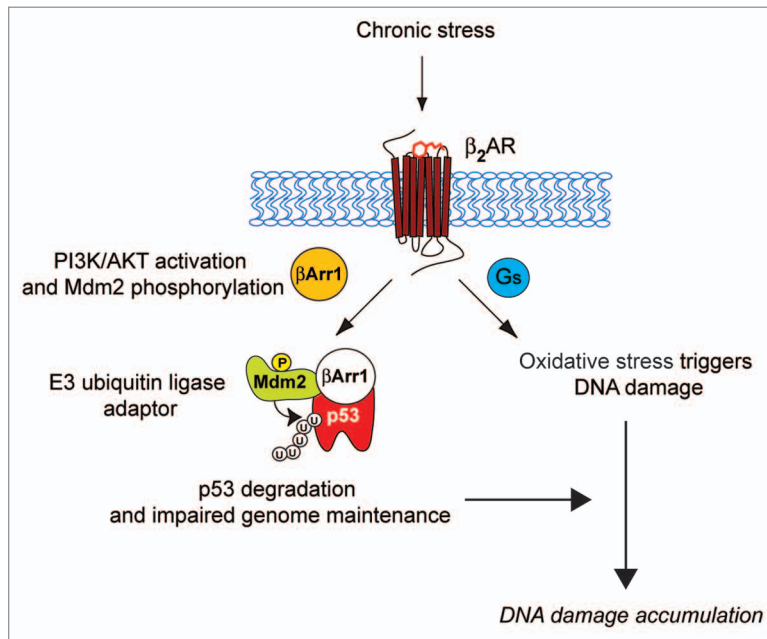 Chronic stress
β2AR
PI3K/AKT activation
and Mdm2 phosphorylation
βArr1
Gs
Oxidative stress triggers
DNA damage
E3 ubiquitin ligase
adaptor
P
Mdm2
βArr1
p53
U
U
U
U
U
p53 degradation
and impaired genome maintenance
DNA damage accumulation